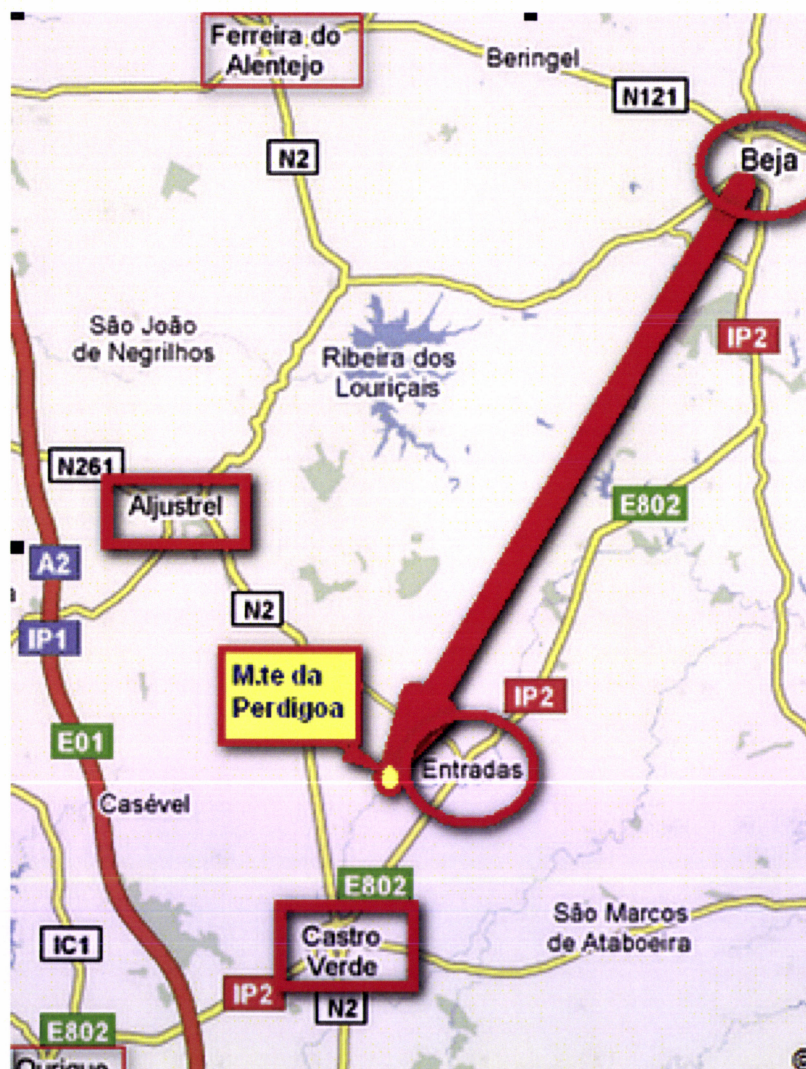 Ferreira do
Alentejo
Beringel
N121
Beja
N2
São João
de Negrilhos
Ribeira dos
Louriçais
IP2
N261
Aljustrel
E802
A2
N2
IP1
M.te da
Perdigoa
IP2
E01
Entradas
Casével
E802
São Marcos
de Ataboeira
Castro
Verde
IC1
IP2
N2
E802
Ourique